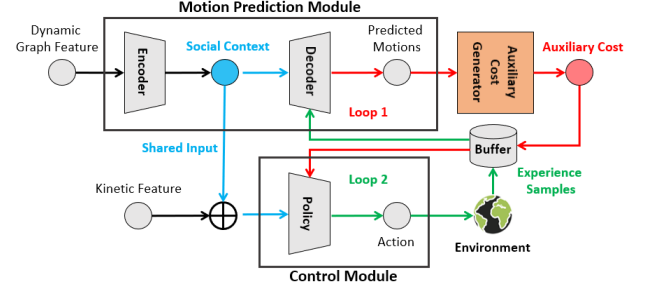 Motion Prediction Module
Dynamic
Graph Feature
Encoder
Social Context
Decoder
Predicted
Motions
Auxiliary
Cost
Generator
Auxiliary Cost
Loop 1
Shared Input
Buffer
Kinetic Feature
Policy
Loop 2
Experience
Samples
Action
Environment
Control Module